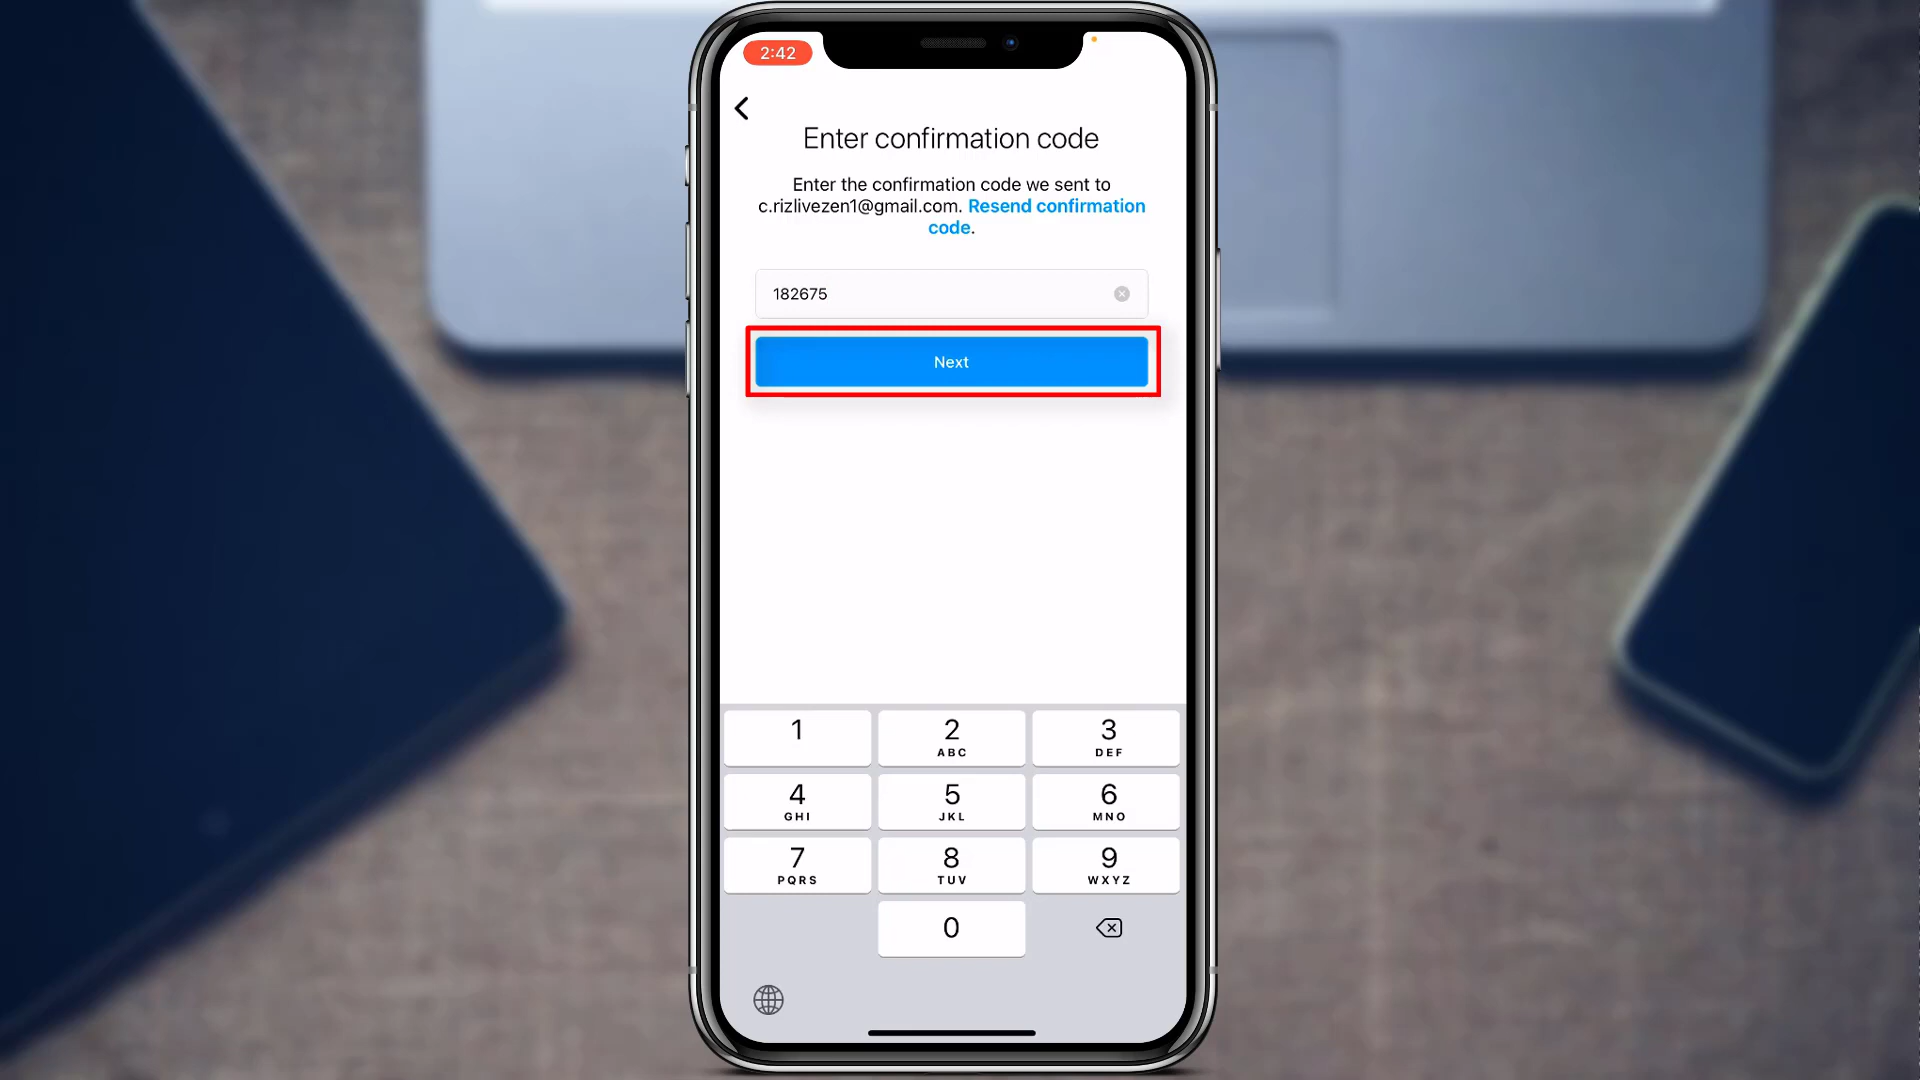 2:42
Enter confirmation code
Enter the confirmation code we sent to
c.rizlivezen1@gmail.com. Resend confirmation
code.
182675
Next
1
2
ABC
3
DEF
4
GHI
5
JKL
6
MNO
7
PQRS
8
TUV
9
WXYZ
0